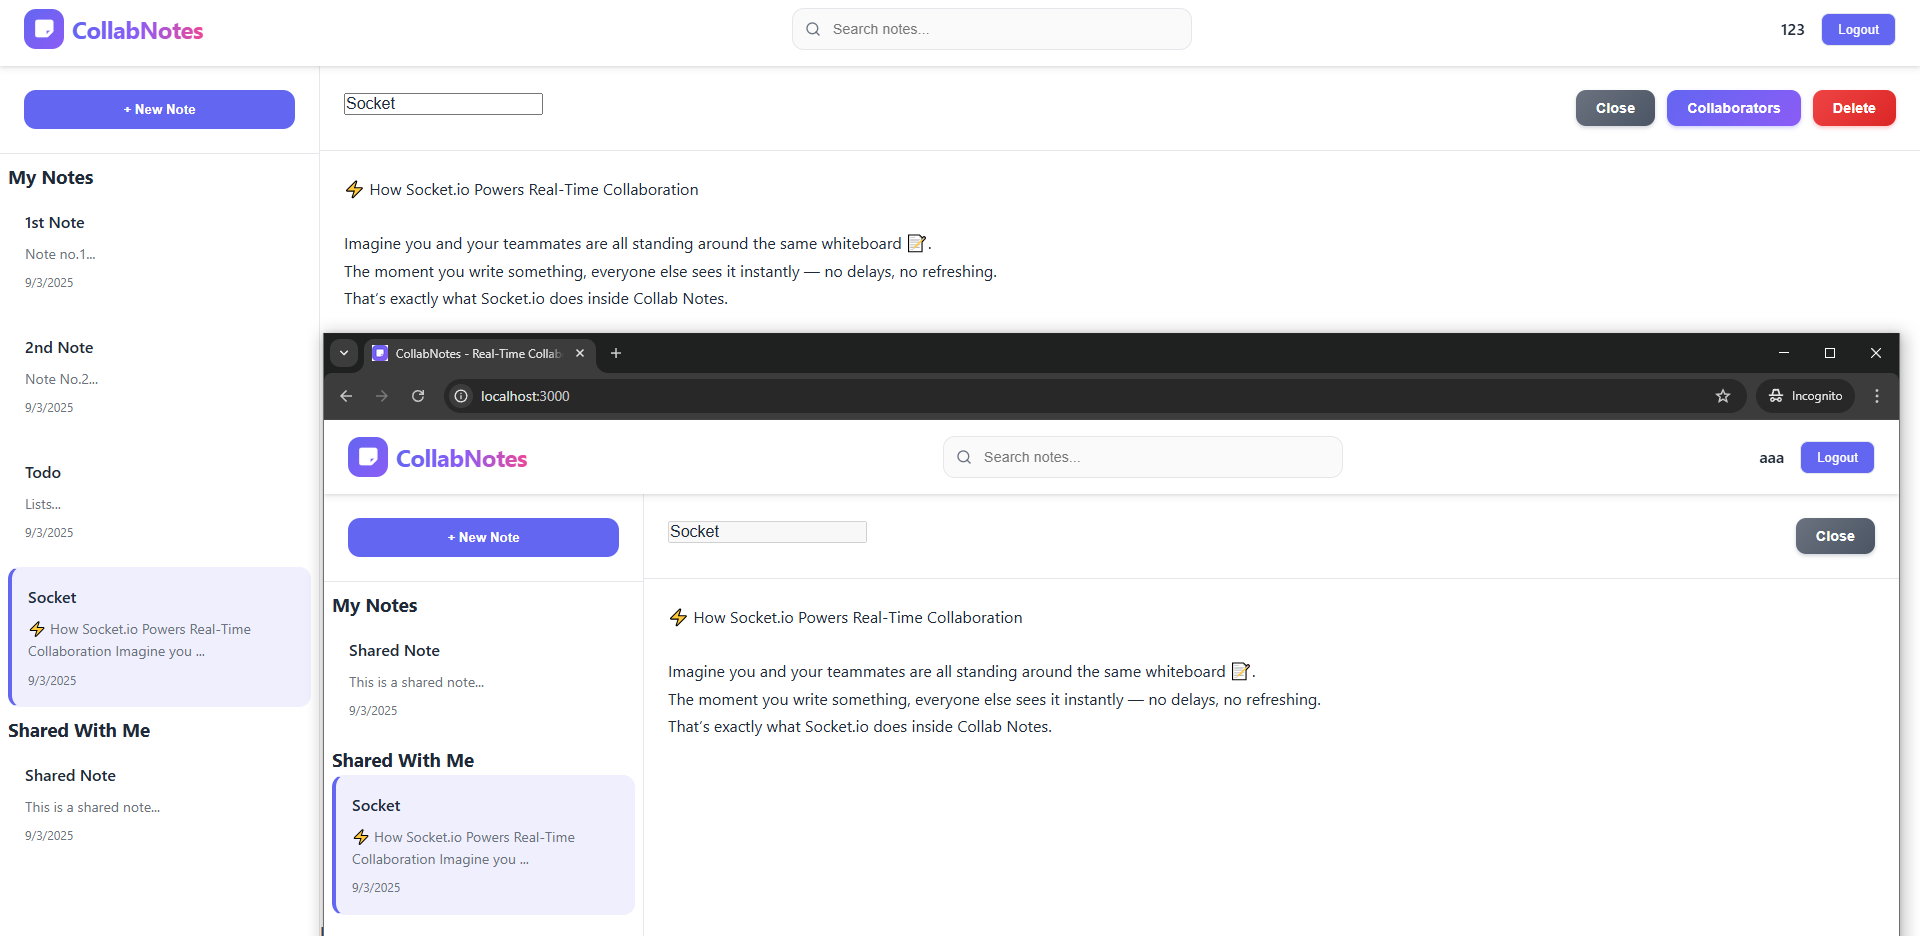 CollabNotes
Search notes...
123
Logout
+ New Note
My Notes
1st Note
Note no.1...
9/3/2025
2nd Note
Note No.2...
9/3/2025
Todo
Lists...
9/3/2025
Socket
⚡ How Socket.io Powers Real-Time
Collaboration Imagine you ...
9/3/2025
Shared With Me
Shared Note
This is a shared note...
9/3/2025
Socket
Close
Collaborators
Delete
⚡ How Socket.io Powers Real-Time Collaboration
Imagine you and your teammates are all standing around the same whiteboard 📝.
The moment you write something, everyone else sees it instantly — no delays, no refreshing.
That’s exactly what Socket.io does inside Collab Notes.
CollabNotes - Real-Time Collab
localhost:3000
Incognito
CollabNotes
Search notes...
aaa
Logout
+ New Note
My Notes
Shared Note
This is a shared note...
9/3/2025
Shared With Me
Socket
⚡ How Socket.io Powers Real-Time
Collaboration Imagine you ...
9/3/2025
Socket
Close
⚡ How Socket.io Powers Real-Time Collaboration
Imagine you and your teammates are all standing around the same whiteboard 📝.
The moment you write something, everyone else sees it instantly — no delays, no refreshing.
That’s exactly what Socket.io does inside Collab Notes.